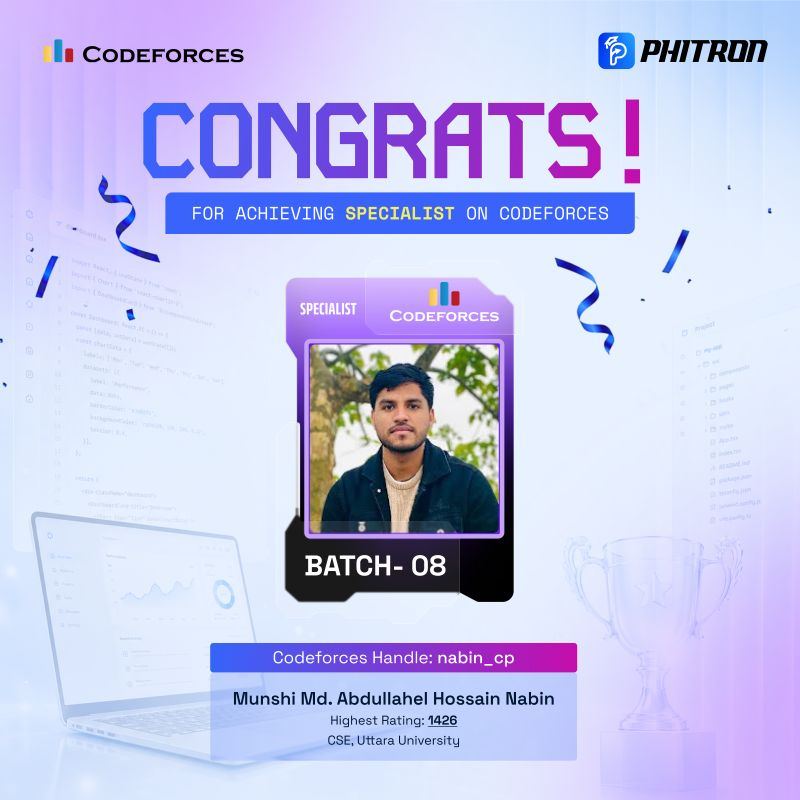 CODEFORCES
PHITRON
CONGRATS!
FOR ACHIEVING SPECIALIST ON CODEFORCES
SPECIALIST
CODEFORCES
BATCH- 08
Codeforces Handle: nabin_cp
Munshi Md. Abdullahel Hossain Nabin
Highest Rating: 1426
CSE, Uttara University